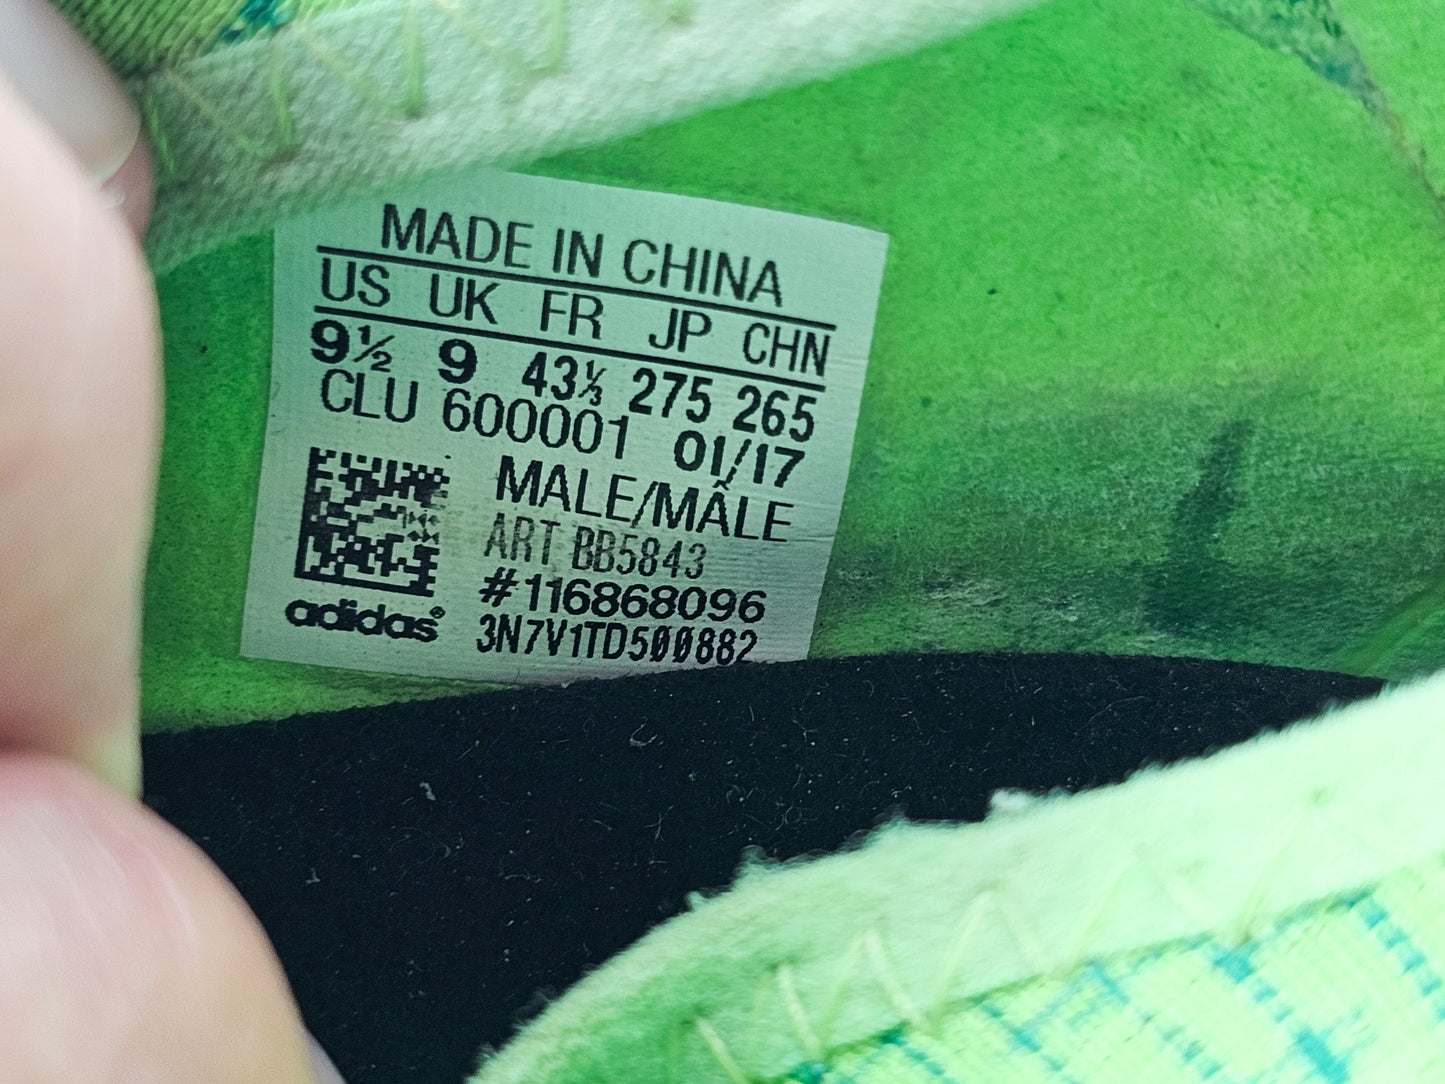 MADE IN CHINA
US UK FR JP CHN
9½ 9 43⅓ 275 265
CLU 600001 01/17
MALE/MÂLE
ART BB5843
#116868096
adidas®
3N7V1TD500882